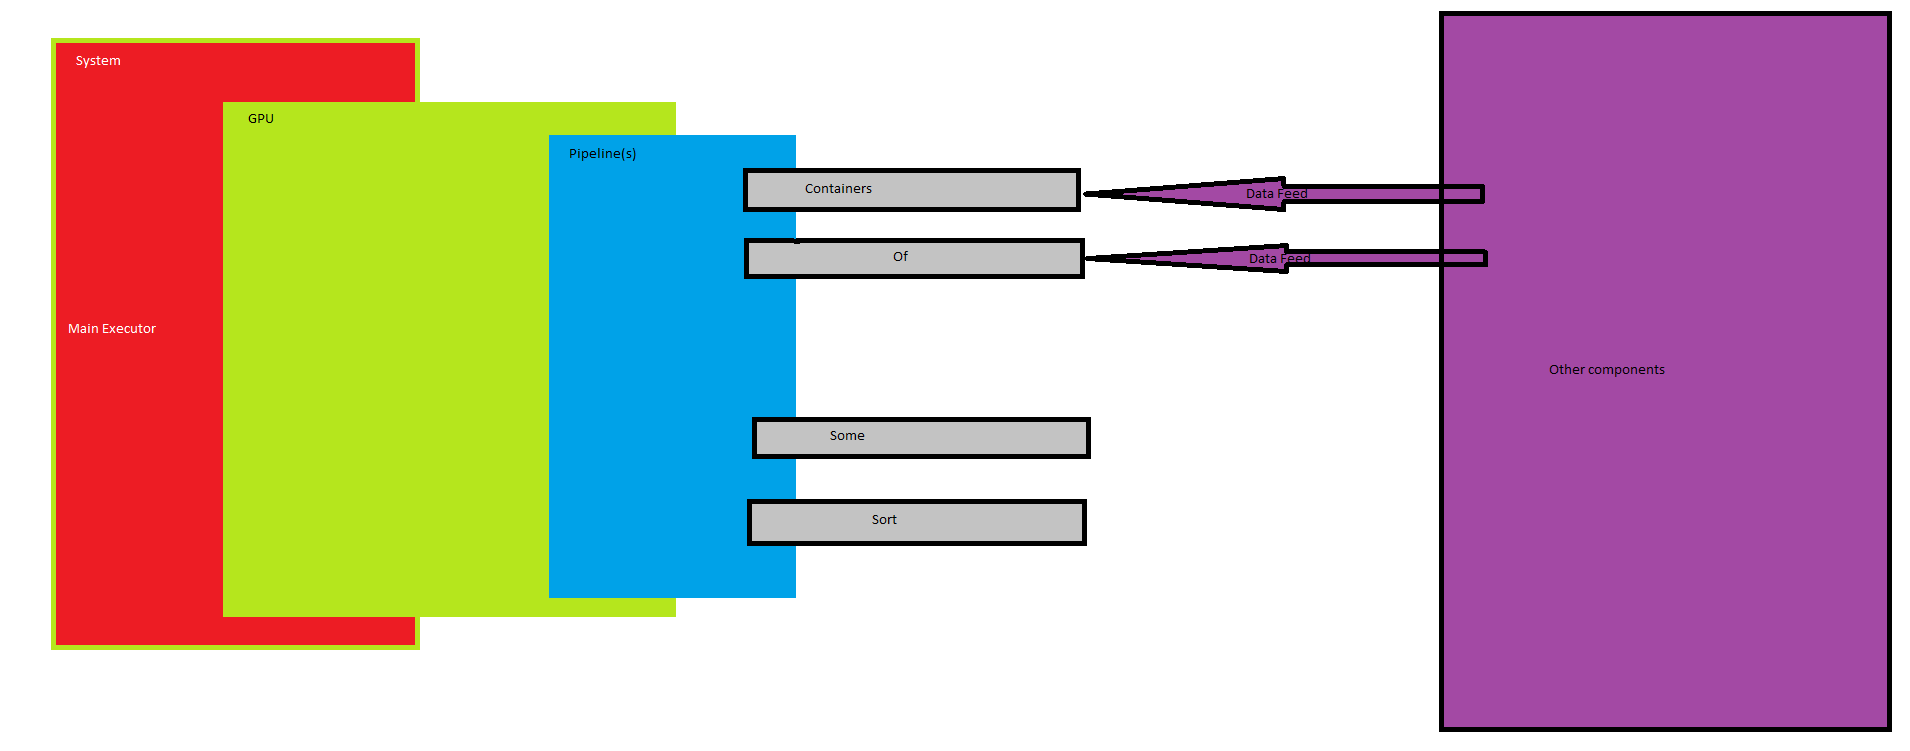 System
GPU
Pipeline(s)
Containers
Data Feed
Of
Data Feed
Main Executor
Other components
Some
Sort